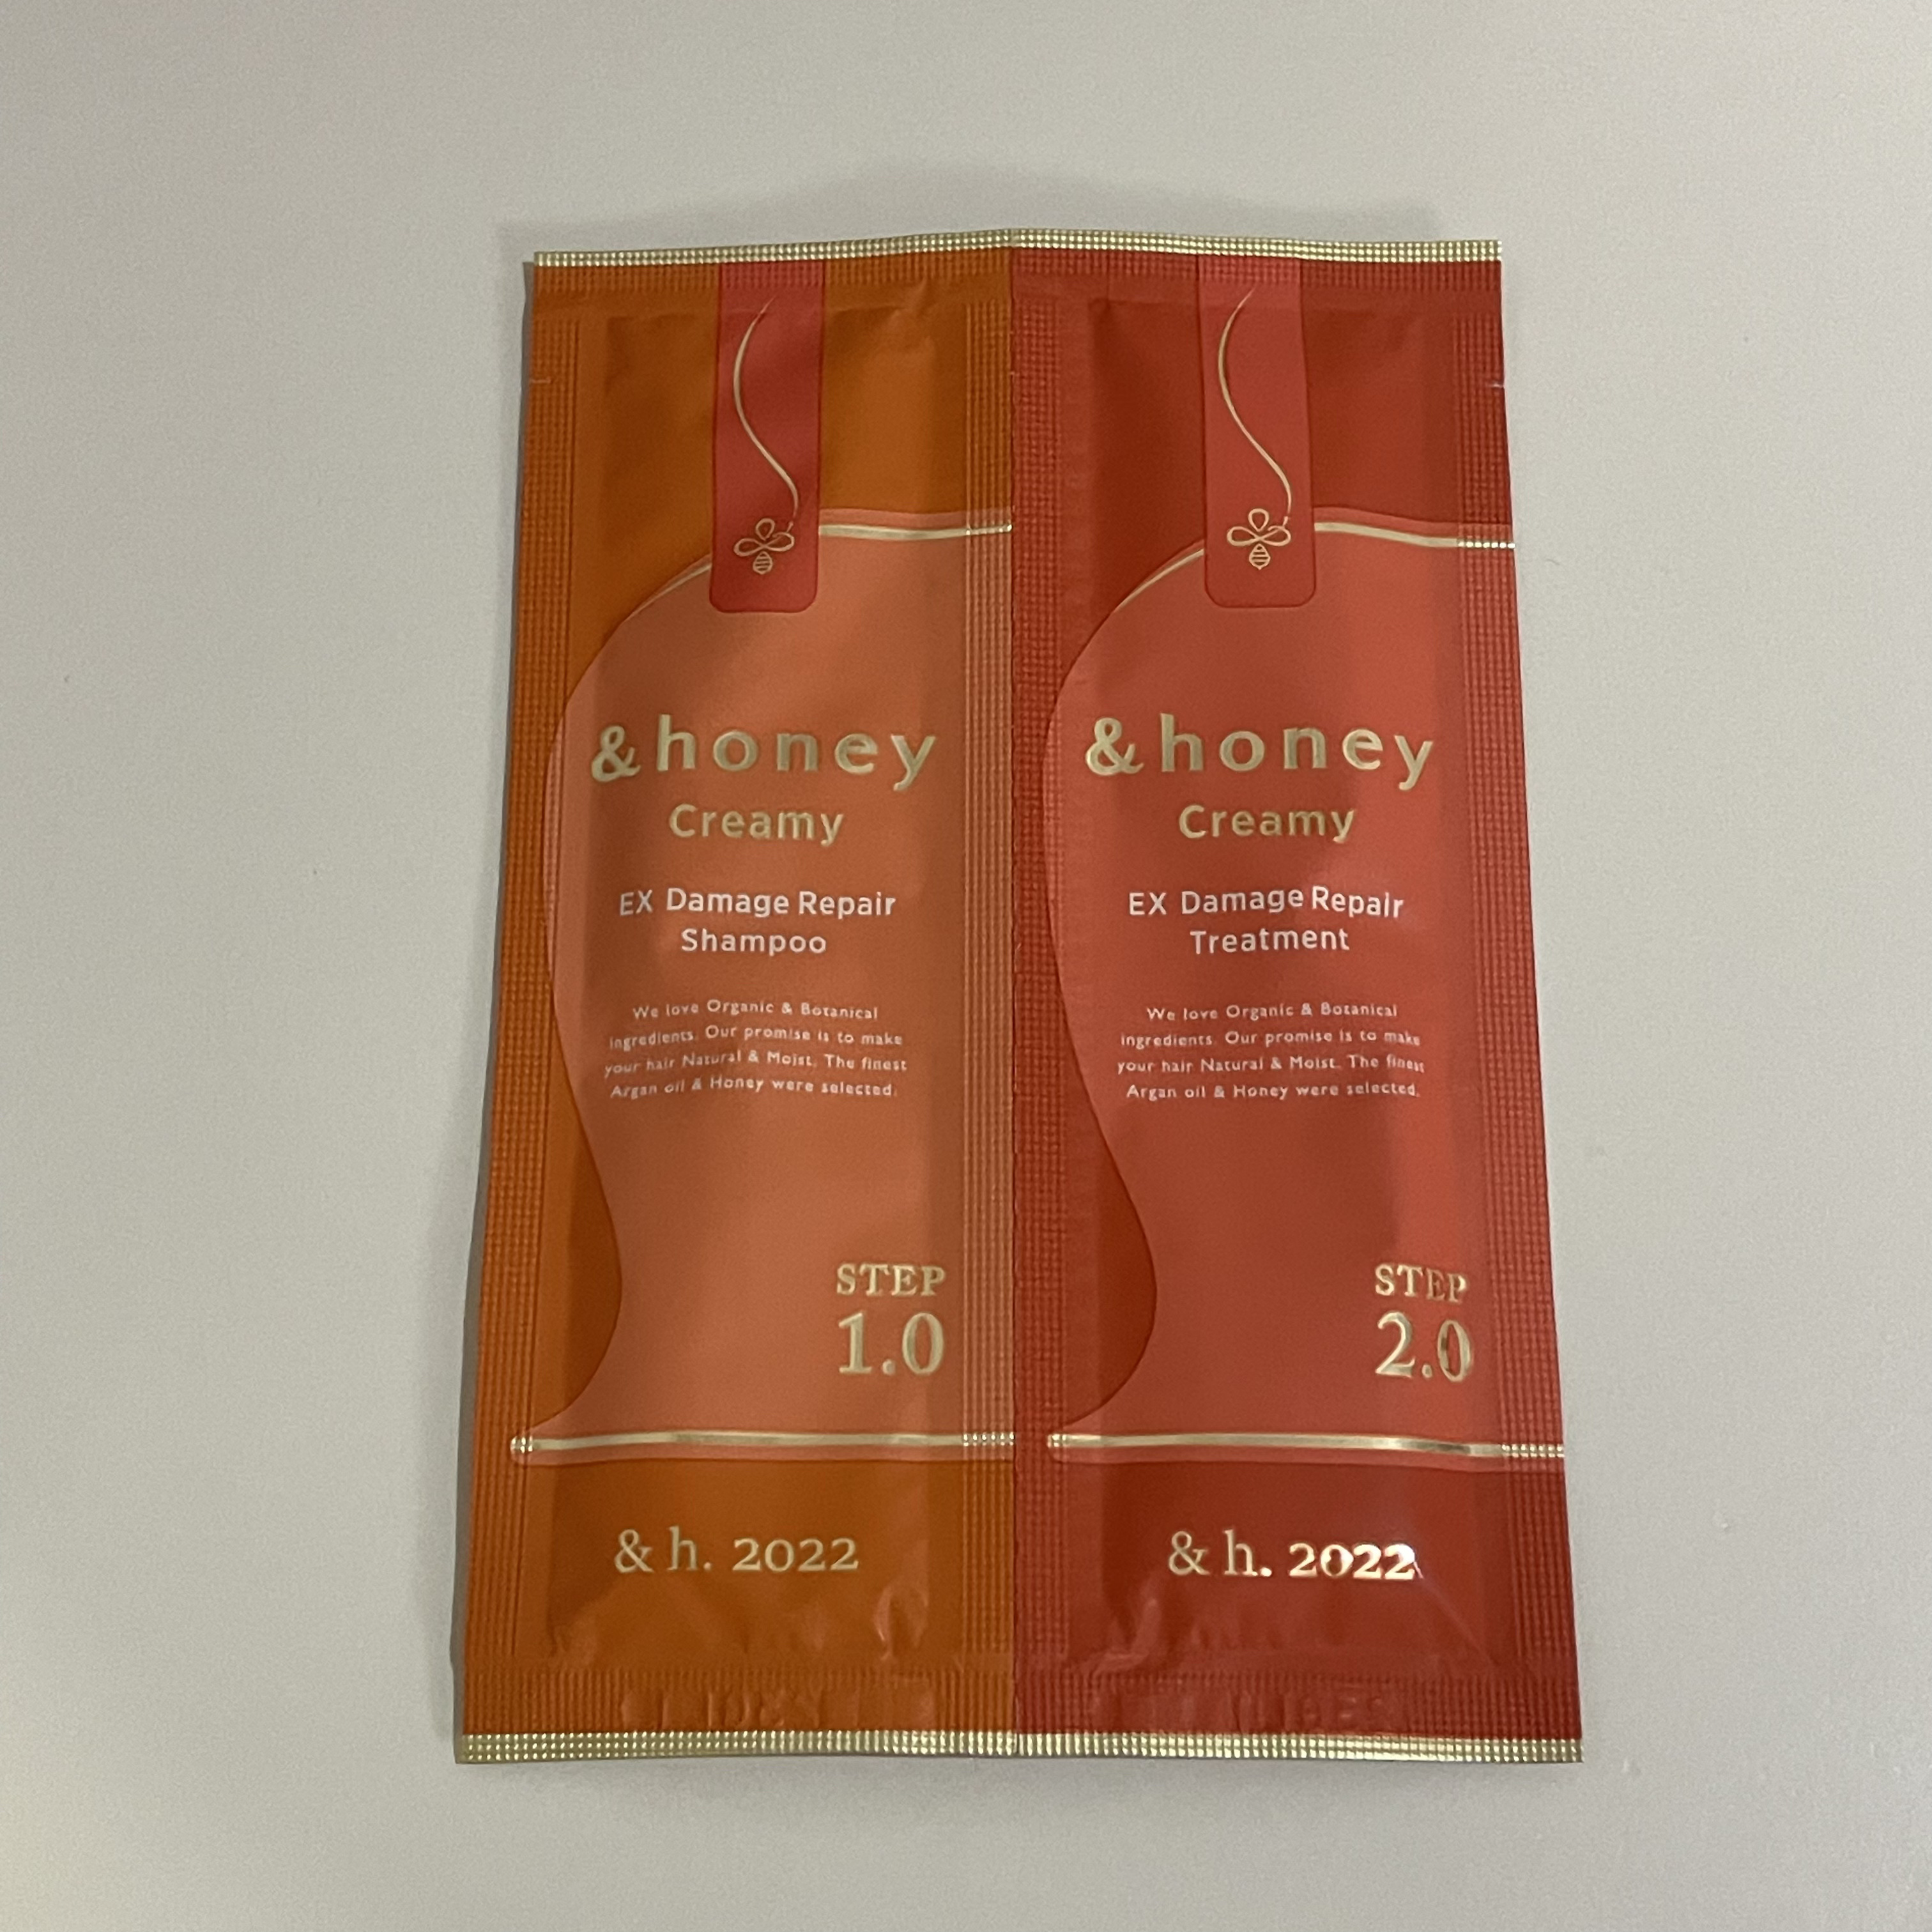 &honey
Creamy
EX Damage Repair
Shampoo
We love Organic & Botanical
ingredients. Our promise is to make
your hair Natural & Moist. The finest
Argan oil & Honey were selected.
STEP
1.0
& h. 2022
&honey
Creamy
EX Damage Repair
Treatment
We love Organic & Botanical
ingredients. Our promise is to make
your hair Natural & Moist. The finest
Argan oil & Honey were selected.
STEP
2.0
& h. 2022